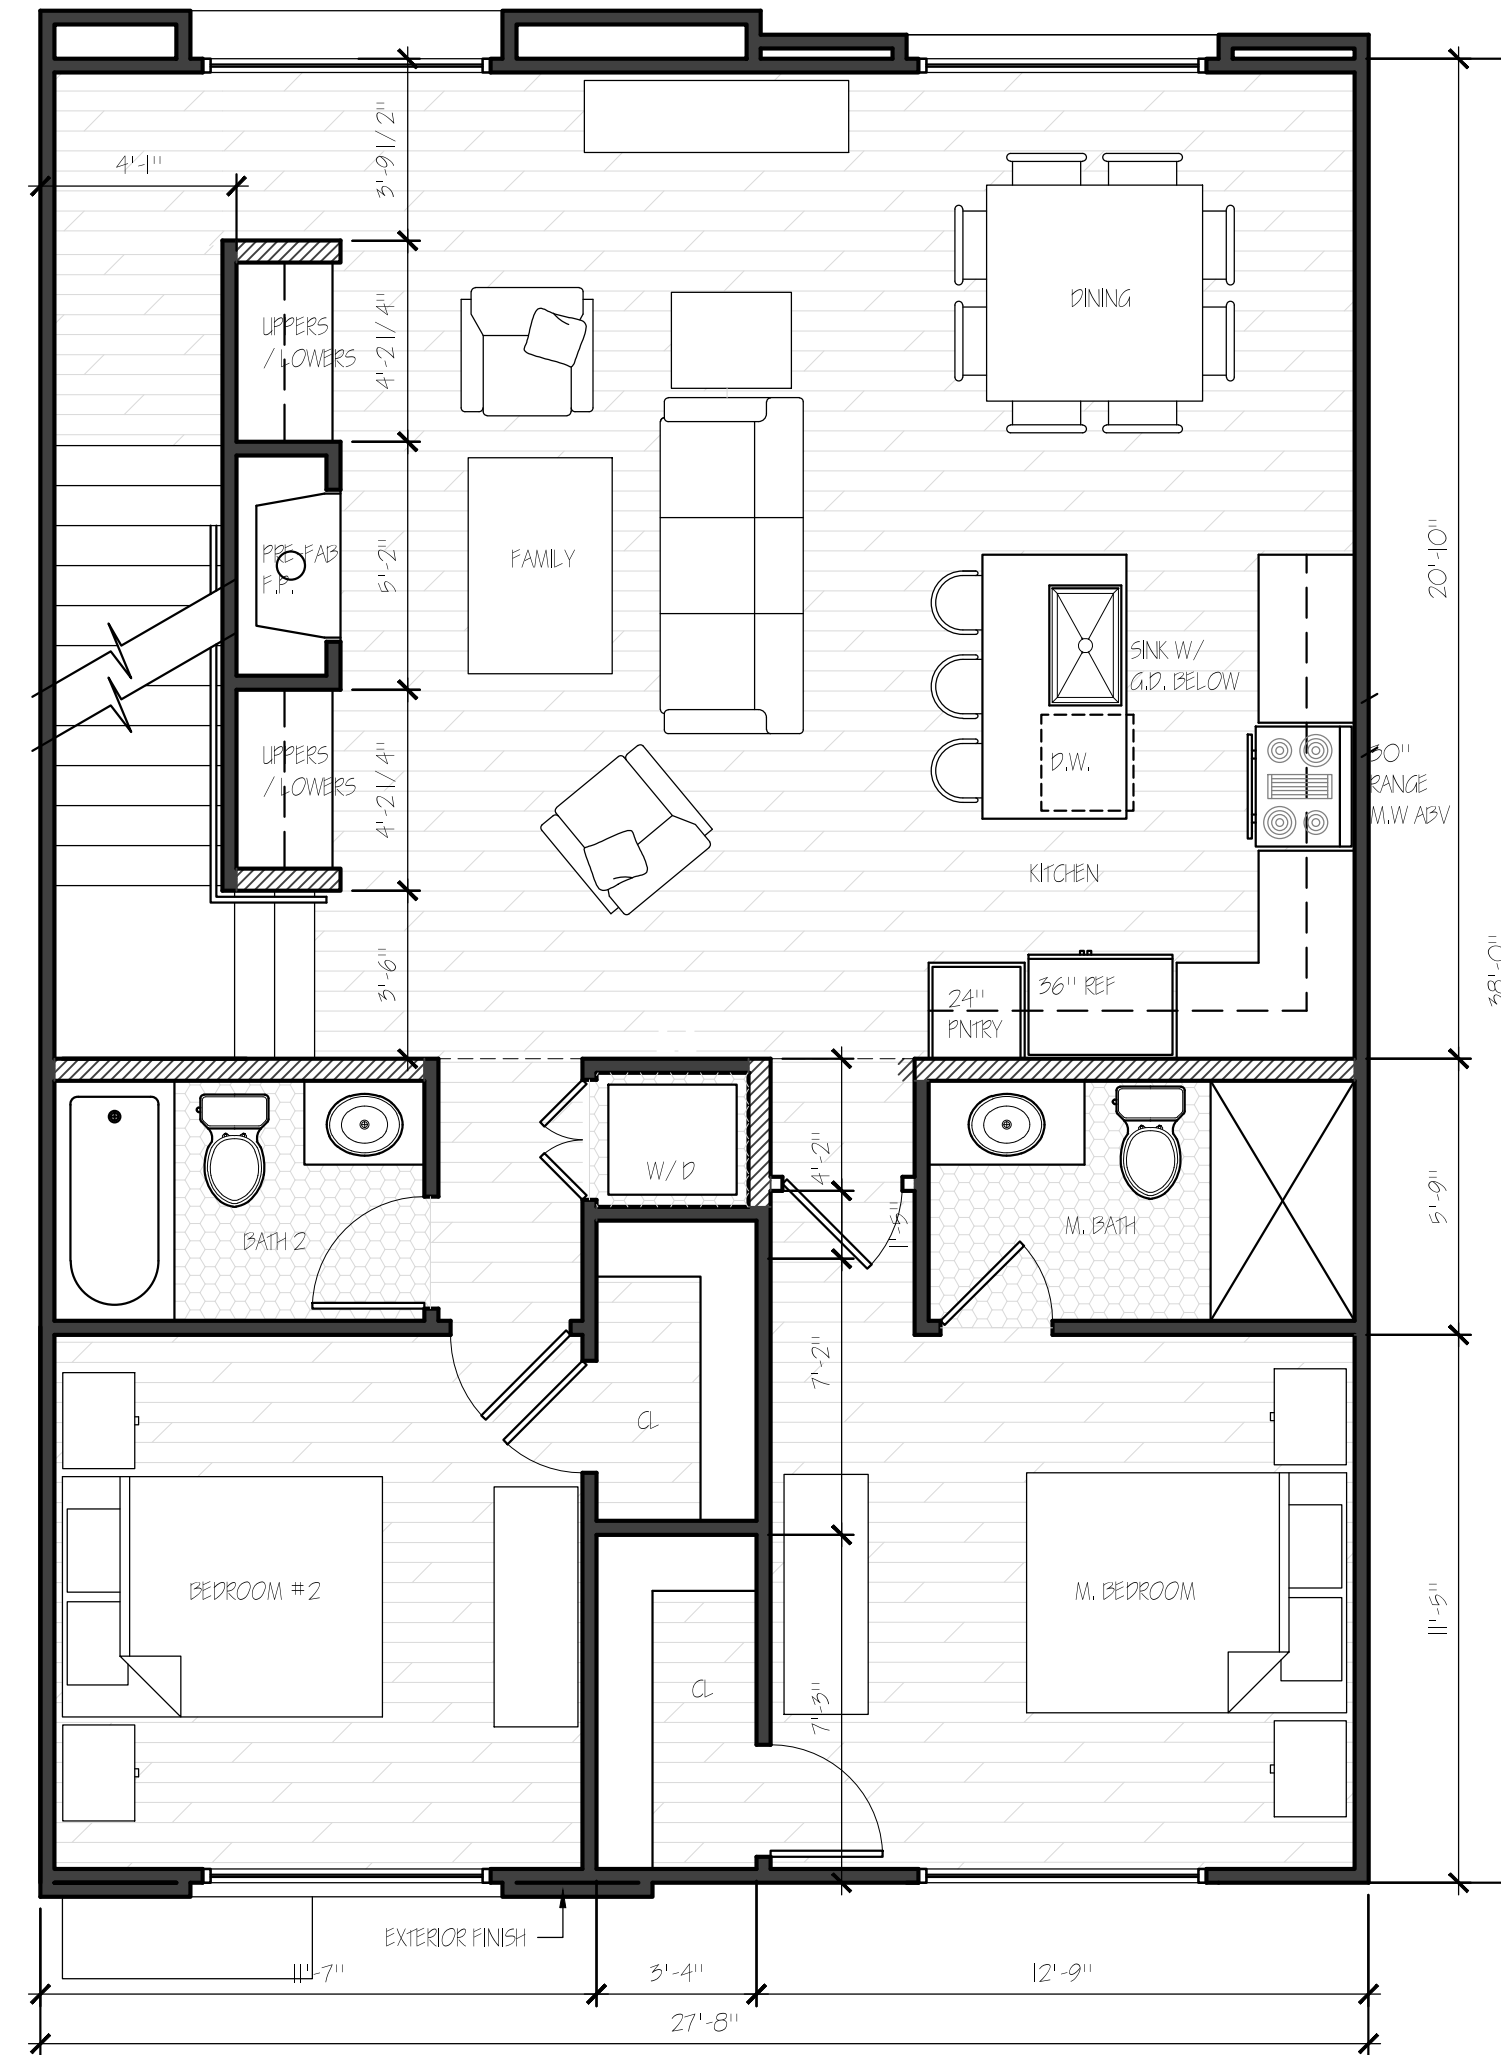 4'-1"
3'-9 1/2"
UPPERS
/ LOWERS
4'-2 1/4"
DINING
PRE-FAB
F.P.
5'-2"
FAMILY
20'-10"
SINK W/
G.D. BELOW
UPPERS
/ LOWERS
4'-2 1/4"
D.W.
30"
RANGE
M.W ABV
KITCHEN
3'-6"
24"
PNTRY
36" REF
38'-0"
W/D
4'-2"
BATH 2
1'-5"
M. BATH
5'-9"
7'-2"
CL
BEDROOM #2
M. BEDROOM
11'-5"
CL
7'-3"
EXTERIOR FINISH
11'-7"
3'-4"
12'-9"
27'-8"